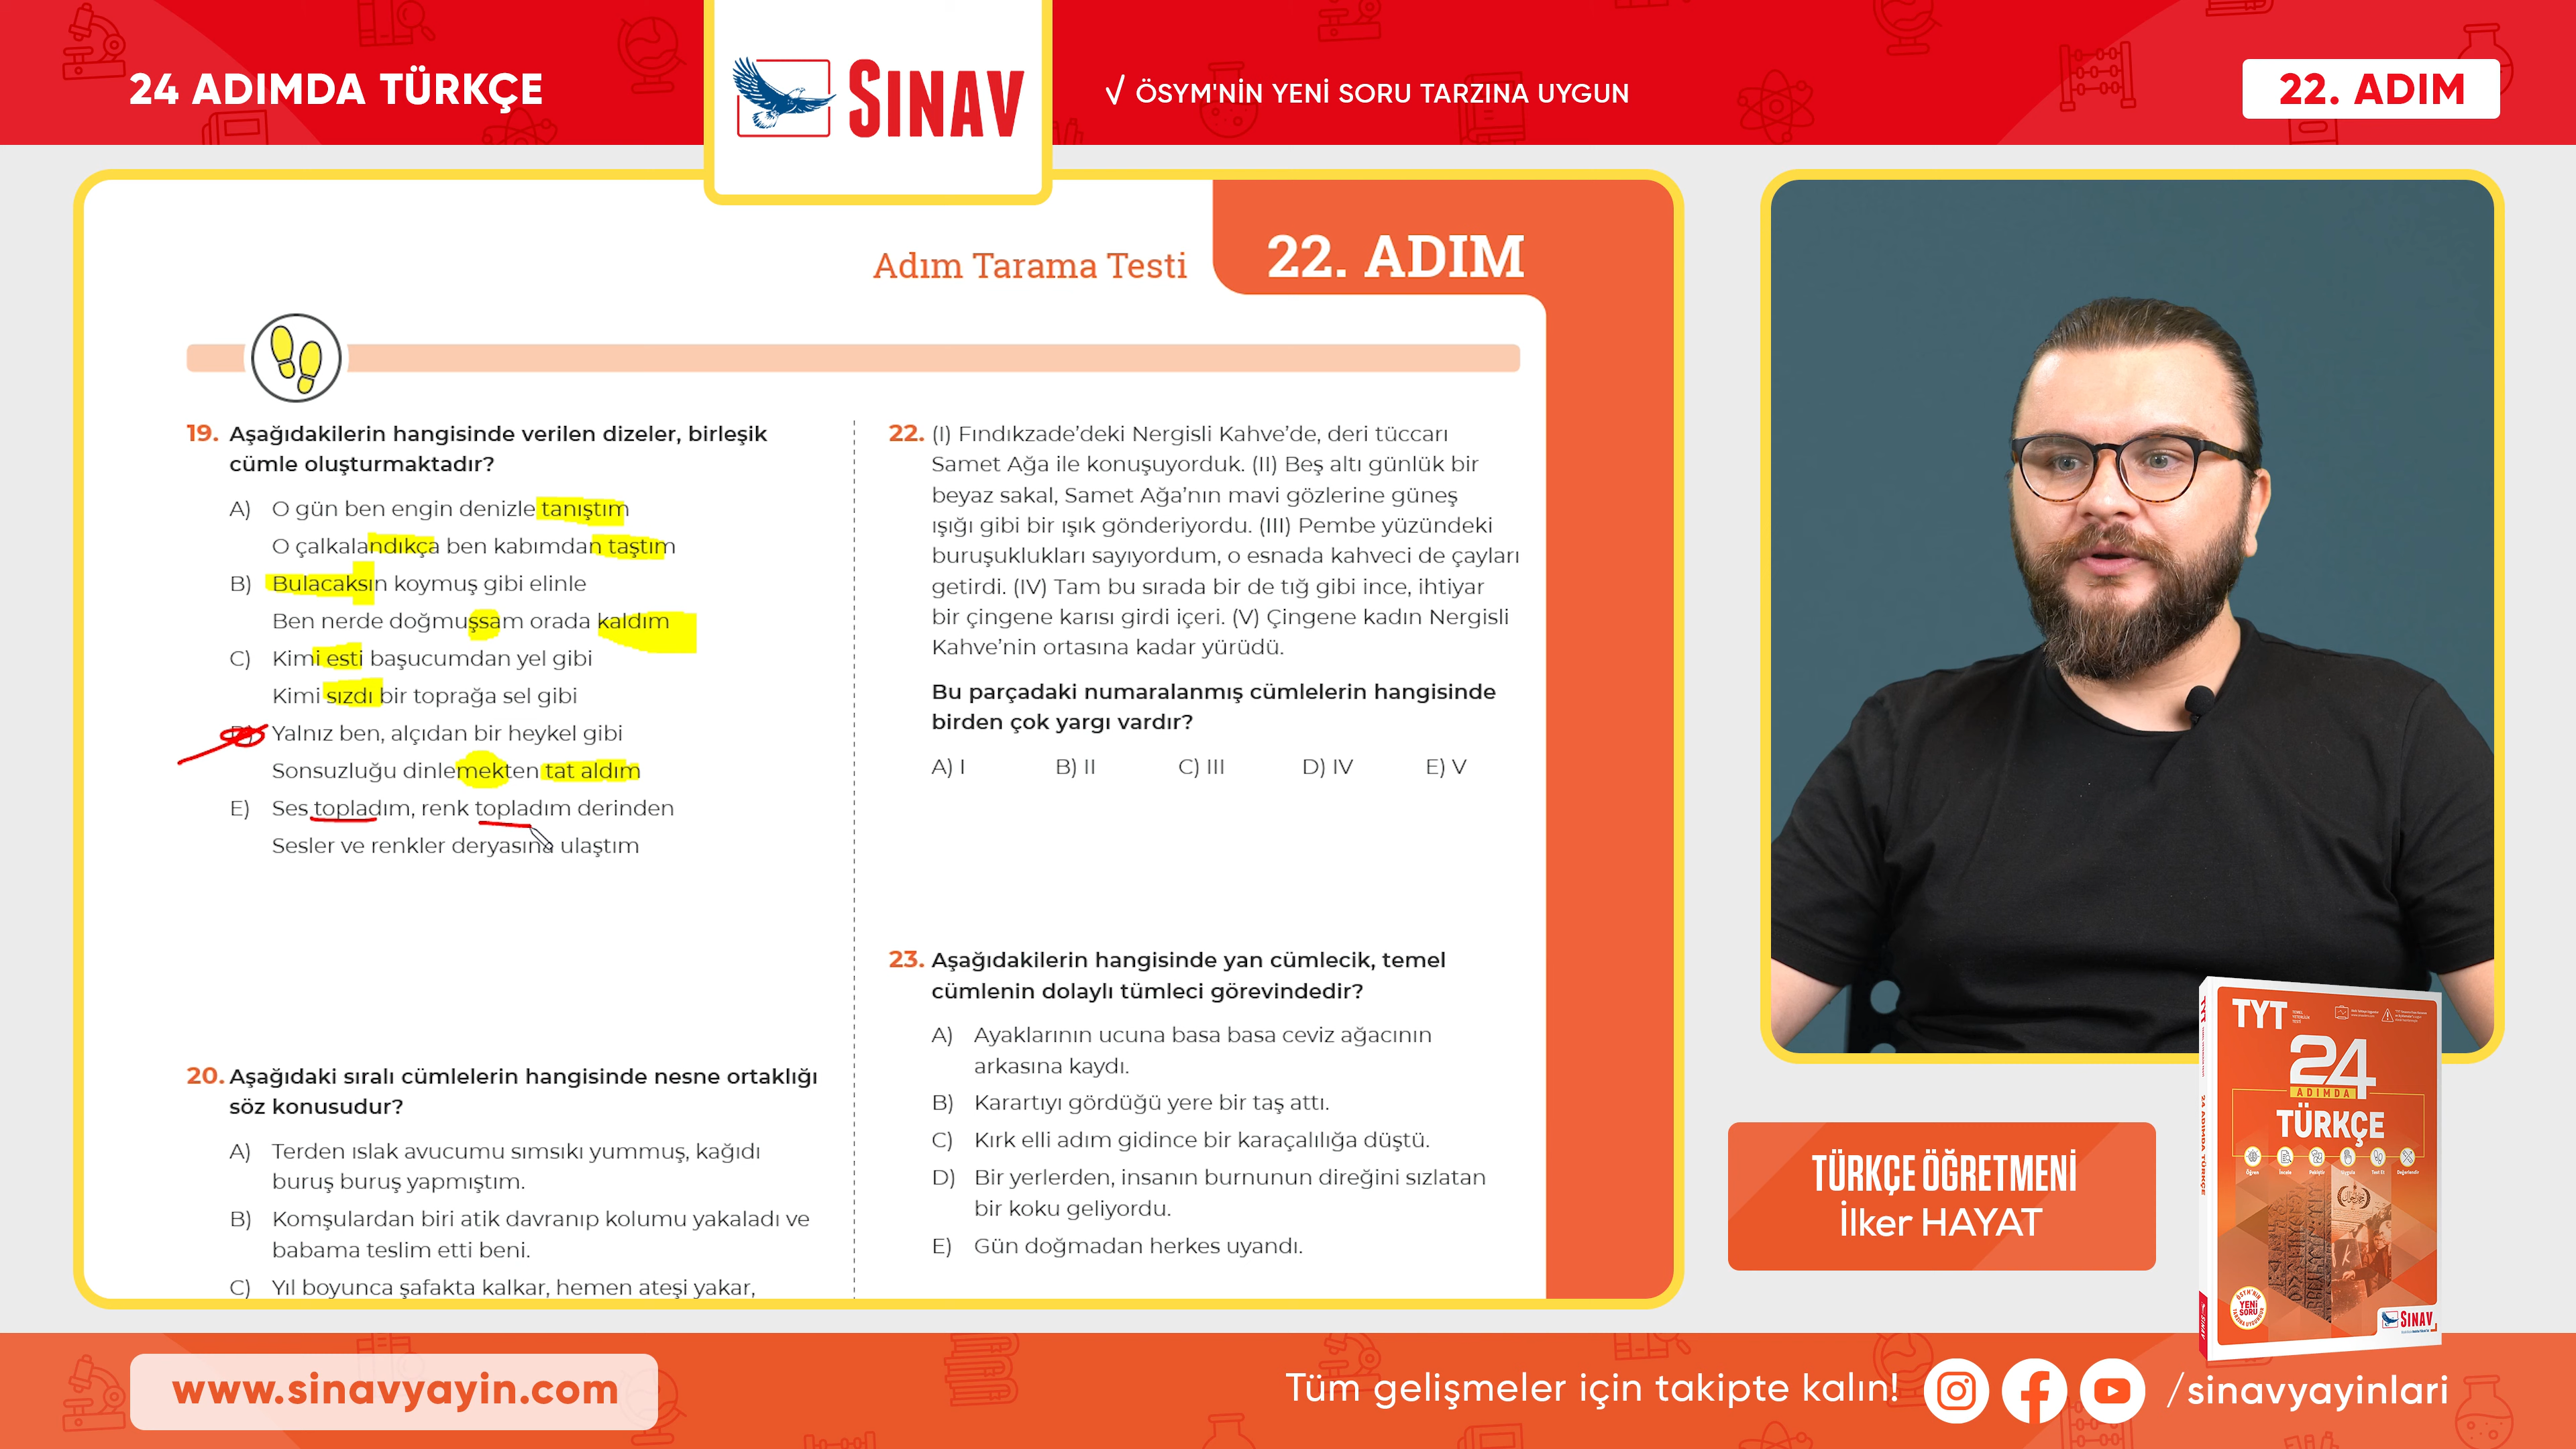 24 ADIMDA TÜRKÇE
SINAV
√ ÖSYM'NİN YENİ SORU TARZINA UYGUN
22. ADIM
Adım Tarama Testi
22. ADIM
19. Aşağıdakilerin hangisinde verilen dizeler, birleşik
cümle oluşturmaktadır?
A) O gün ben engin denizle tanıştım
O çalkalandıkça ben kabımdan taştım
B) Bulacaksın koymuş gibi elinle
Ben nerde doğmuşsam orada kaldım
C) Kimi esti başucumdan yel gibi
Kimi sızdı bir toprağa sel gibi
Yalnız ben, alçıdan bir heykel gibi
Sonsuzluğu dinlemekten tat aldım
E) Ses topladım, renk topladım derinden
Sesler ve renkler deryasına ulaştım
20. Aşağıdaki sıralı cümlelerin hangisinde nesne ortaklığı
söz konusudur?
A) Terden ıslak avucumu sımsıkı yummuş, kağıdı
buruş buruş yapmıştım.
B) Komşulardan biri atik davranıp kolumu yakaladı ve
babama teslim etti beni.
C) Yıl boyunca şafakta kalkar, hemen ateşi yakar,
22. (I) Fındıkzade’deki Nergisli Kahve’de, deri tüccarı
Samet Ağa ile konuşuyorduk. (II) Beş altı günlük bir
beyaz sakal, Samet Ağa’nın mavi gözlerine güneş
ışığı gibi bir ışık gönderiyordu. (III) Pembe yüzündeki
buruşuklukları sayıyordum, o esnada kahveci de çayları
getirdi. (IV) Tam bu sırada bir de tığ gibi ince, ihtiyar
bir çingene karısı girdi içeri. (V) Çingene kadın Nergisli
Kahve’nin ortasına kadar yürüdü.
Bu parçadaki numaralanmış cümlelerin hangisinde
birden çok yargı vardır?
A) I B) II C) III D) IV E) V
23. Aşağıdakilerin hangisinde yan cümlecik, temel
cümlenin dolaylı tümleci görevindedir?
A) Ayaklarının ucuna basa basa ceviz ağacının
arkasına kaydı.
B) Karartıyı gördüğü yere bir taş attı.
C) Kırk elli adım gidince bir karaçalılığa düştü.
D) Bir yerlerden, insanın burnunun direğini sızlatan
bir koku geliyordu.
E) Gün doğmadan herkes uyandı.
TÜRKÇE ÖĞRETMENİ
İlker HAYAT
TYT
24
ADIMDA
TÜRKÇE
YENİ
SORU
SINAV
www.sinavyayin.com
Tüm gelişmeler için takipte kalın!
/sinavyayinlari